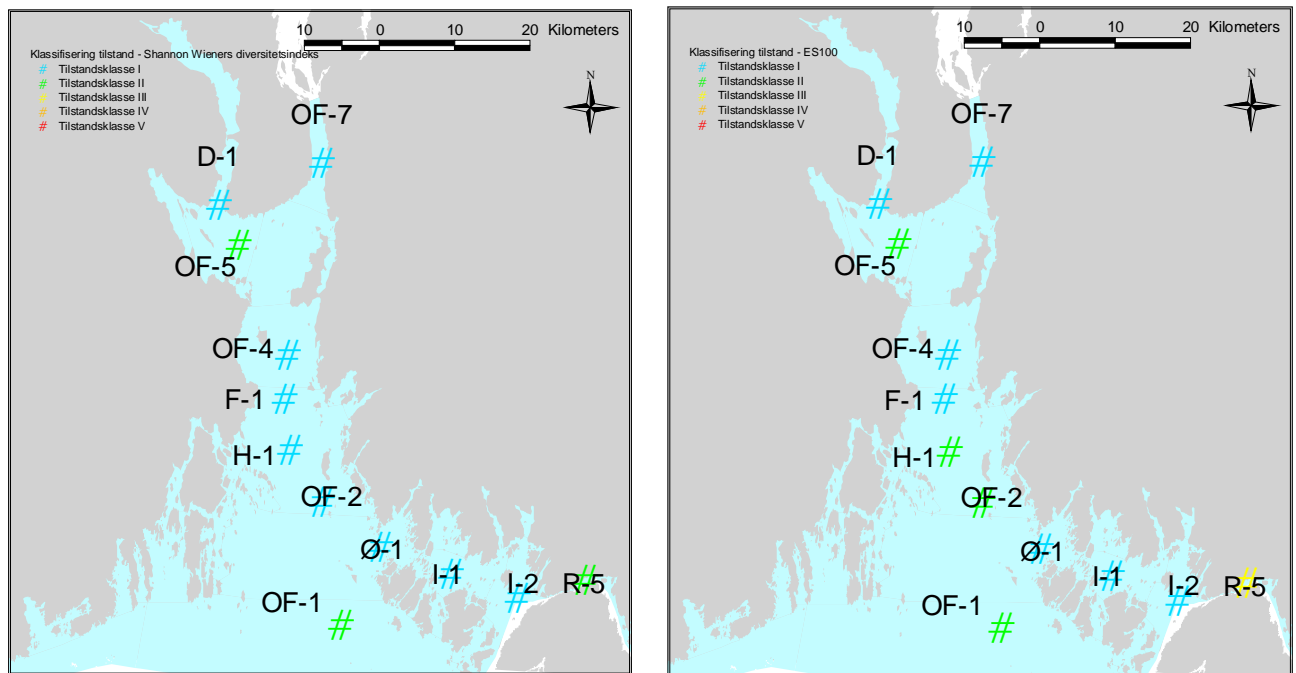 10 0 10 20 Kilometers
Klassifisering tilstand - Shannon Wieners diversitetsindeks
# Tilstandsklasse I
# Tilstandsklasse II
# Tilstandsklasse III
# Tilstandsklasse IV
# Tilstandsklasse V
N
OF-7
#
D-1
#
#
OF-5
OF-4 #
F-1 #
H-1 #
OF-2 #
Ø-1 #
I-1 #
I-2 #
R-5 #
OF-1 #
10 0 10 20 Kilometers
Klassifisering tilstand - ES100
# Tilstandsklasse I
# Tilstandsklasse II
# Tilstandsklasse III
# Tilstandsklasse IV
# Tilstandsklasse V
N
OF-7
#
D-1
#
#
OF-5
OF-4 #
F-1 #
H-1 #
OF-2 #
Ø-1 #
I-1 #
I-2 #
R-5 #
OF-1 #